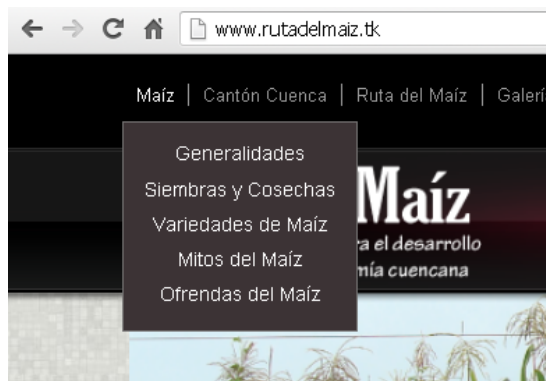 www.rutadelmaiz.tk
Maíz | Cantón Cuenca | Ruta del Maíz | Galerí
Generalidades
Siembras y Cosechas
Variedades de Maíz
Mitos del Maíz
Ofrendas del Maíz
Maíz
a el desarrollo
mía cuencana